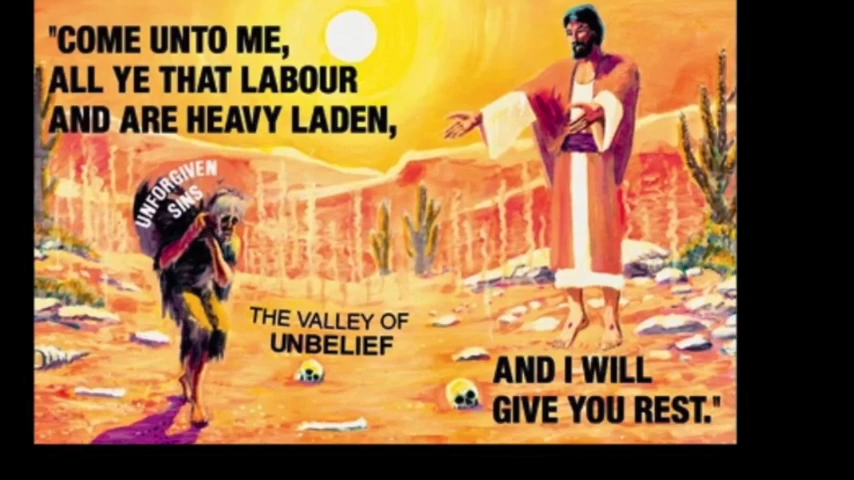 "COME UNTO ME,
ALL YE THAT LABOUR
AND ARE HEAVY LADEN,
UNFORGIVEN
SINS
THE VALLEY OF
UNBELIEF
AND I WILL
GIVE YOU REST."